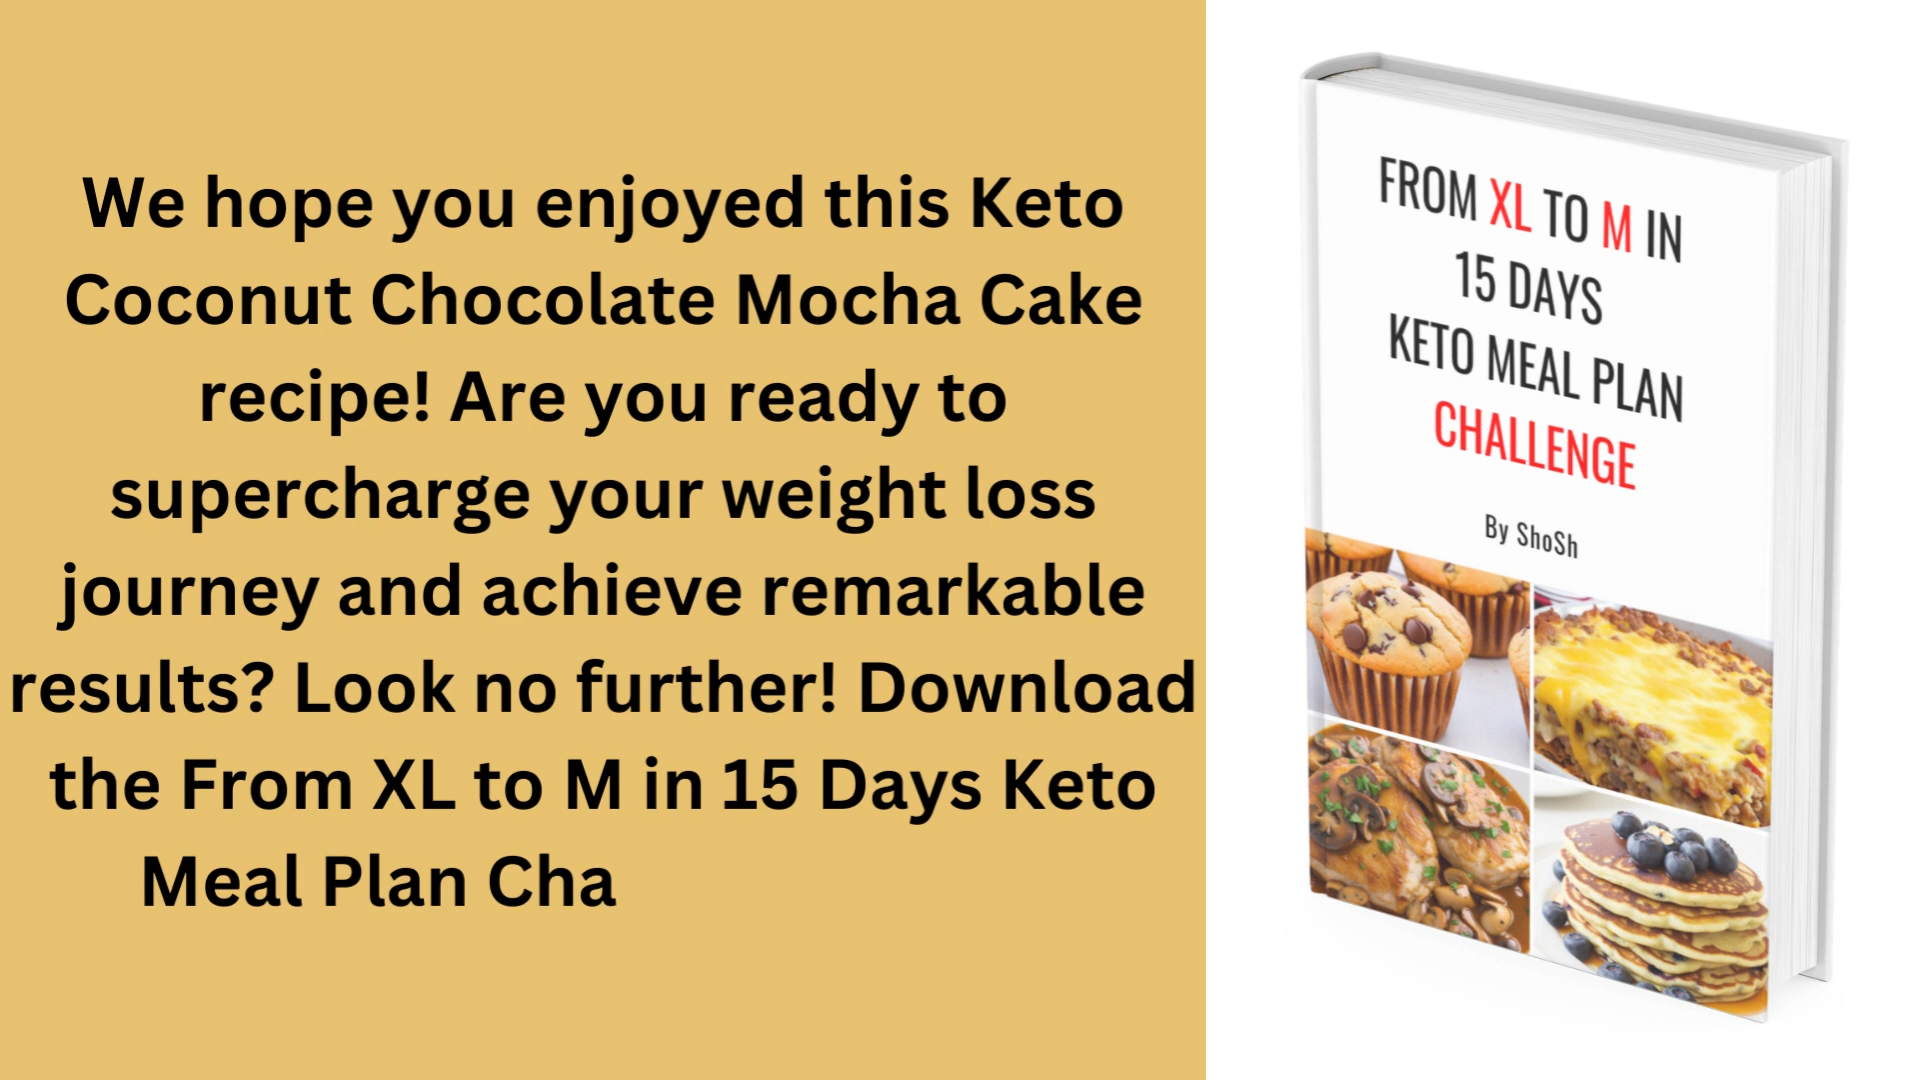 We hope you enjoyed this Keto
Coconut Chocolate Mocha Cake
recipe! Are you ready to
supercharge your weight loss
journey and achieve remarkable
results? Look no further! Download
the From XL to M in 15 Days Keto
Meal Plan Cha
FROM XL TO M IN
15 DAYS
KETO MEAL PLAN
CHALLENGE
By ShoSh